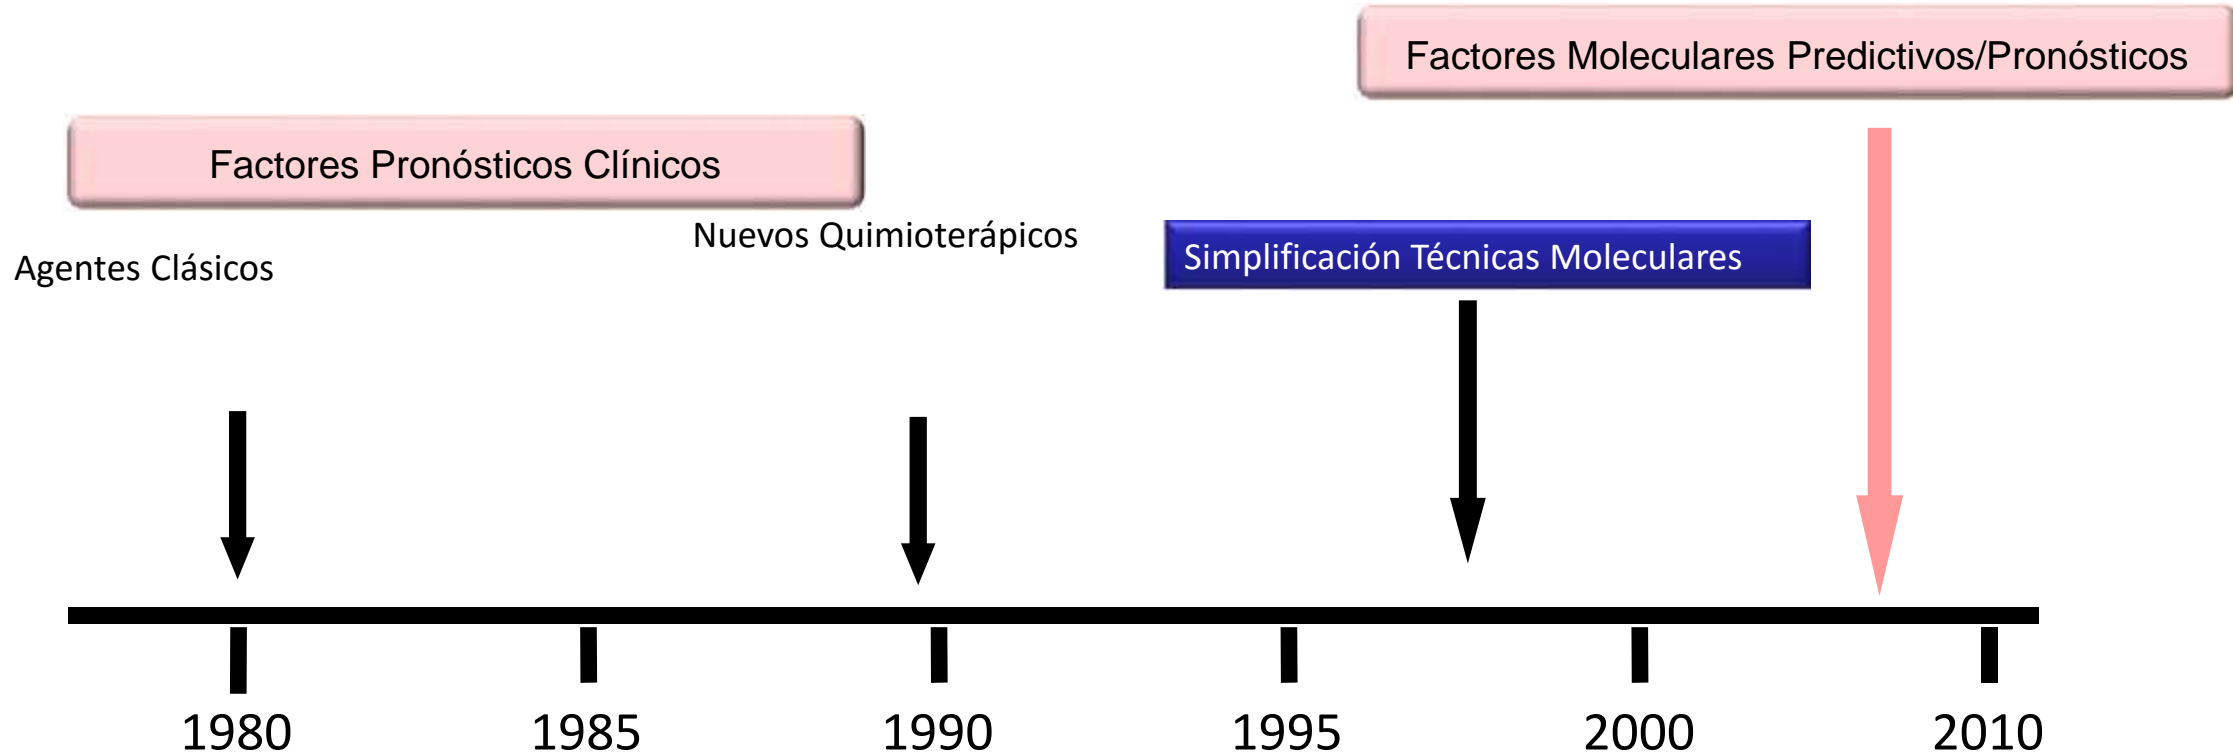 Factores Moleculares Predictivos/Pronósticos
Factores Pronósticos Clínicos
Nuevos Quimioterápicos
Simplificación Técnicas Moleculares
Agentes Clásicos
1980
1985
1990
1995
2000
2010